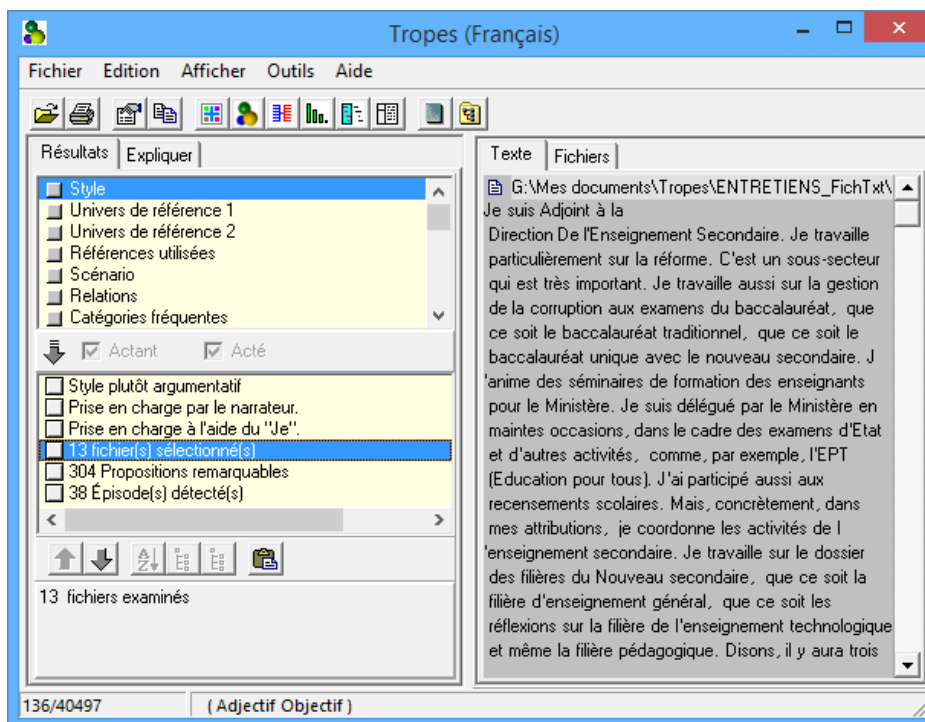 Tropes (Français)
Fichier Edition Afficher Outils Aide
Résultats Expliquer
Style
Univers de référence 1
Univers de référence 2
Références utilisées
Scénario
Relations
Catégories fréquentes
Actant Acté
Style plutôt argumentatif
Prise en charge par le narrateur.
Prise en charge à l'aide du "Je".
13 fichier(s) sélectionné(s)
304 Propositions remarquables
38 Épisode(s) détecté(s)
13 fichiers examinés
Texte Fichiers
G:\Mes documents\Tropes\ENTRETIENS_FichTxt\
Je suis Adjoint à la
Direction De l'Enseignement Secondaire. Je travaille
particulièrement sur la réforme. C'est un sous-secteur
qui est très important. Je travaille aussi sur la gestion
de la corruption aux examens du baccalauréat, que
ce soit le baccalauréat traditionnel, que ce soit le
baccalauréat unique avec le nouveau secondaire. J
'anime des séminaires de formation des enseignants
pour le Ministère. Je suis délégué par le Ministère en
maintes occasions, dans le cadre des examens d'Etat
et d'autres activités, comme, par exemple, l'EPT
(Education pour tous). J'ai participé aussi aux
recensements scolaires. Mais, concrètement, dans
mes attributions, je coordonne les activités de l
'enseignement secondaire. Je travaille sur le dossier
des filières du Nouveau secondaire, que ce soit la
filière d'enseignement général, que ce soit les
réflexions sur la filière de l'enseignement technologique
et même la filière pédagogique. Disons, il y aura trois
136/40497 ( Adjectif Objectif )